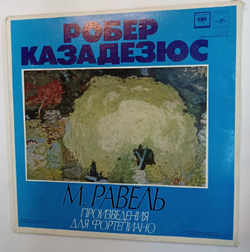 РОБЕР
КАЗАДЕЗЮС
М. РАВЕЛЬ
ПРОИЗВЕДЕНИЯ
ДЛЯ ФОРТЕПИАНО